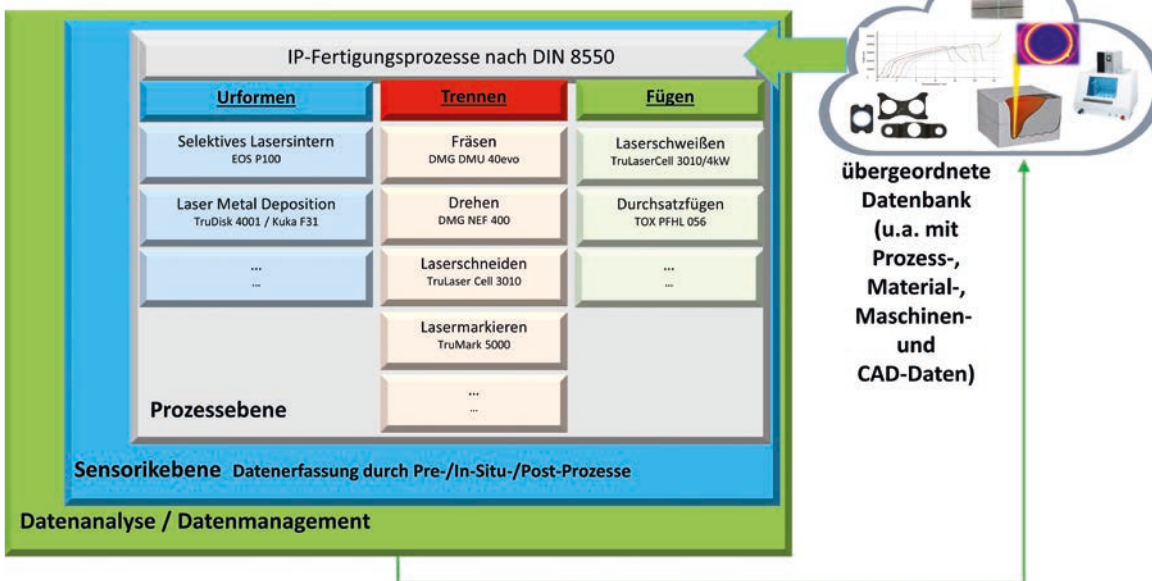 IP-Fertigungsprozesse nach DIN 8550
Urformen
Selektives Lasersintern
EOS P100
Laser Metal Deposition
TruDisk 4001 / Kuka F31
...
...
Trennen
Fräsen
DMG DMU 40evo
Drehen
DMG NEF 400
Laserschneiden
TruLaser Cell 3010
Lasermarkieren
TruMark 5000
...
...
Fügen
Laserschweißen
TruLaserCell 3010/4kW
Durchsatzfügen
TOX PFHL 056
...
...
Prozessebene
Sensorikebene Datenerfassung durch Pre-/In-Situ-/Post-Prozesse
Datenanalyse / Datenmanagement
übergeordnete
Datenbank
(u.a. mit
Prozess-,
Material-,
Maschinen-
und
CAD-Daten)